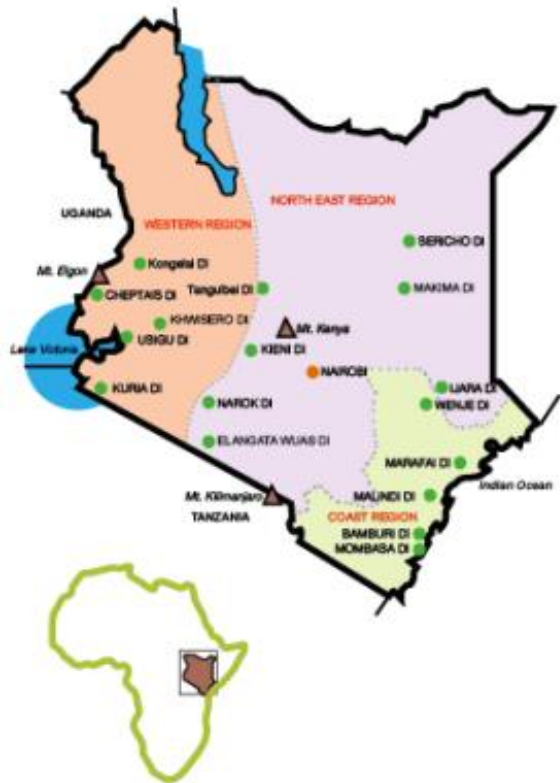 NORTH EAST REGION
UGANDA
WESTERN REGION
SERICHO DI
Kongelai DI
Mt. Elgon
CHEPTAIS DI
Tangulbei DI
MAKIMA DI
KHWISERO DI
Mt. Kenya
UBIGU DI
Lake Victoria
KIENI DI
NAIROBI
KURIA DI
IJARA DI
NAROK DI
WENJE DI
ELANGATA WUAS DI
MARAFAI DI
Indian Ocean
Mt. Kilimanjaro
MALINDI DI
TANZANIA
COAST REGION
BAMBURI DI
MOMBASA DI